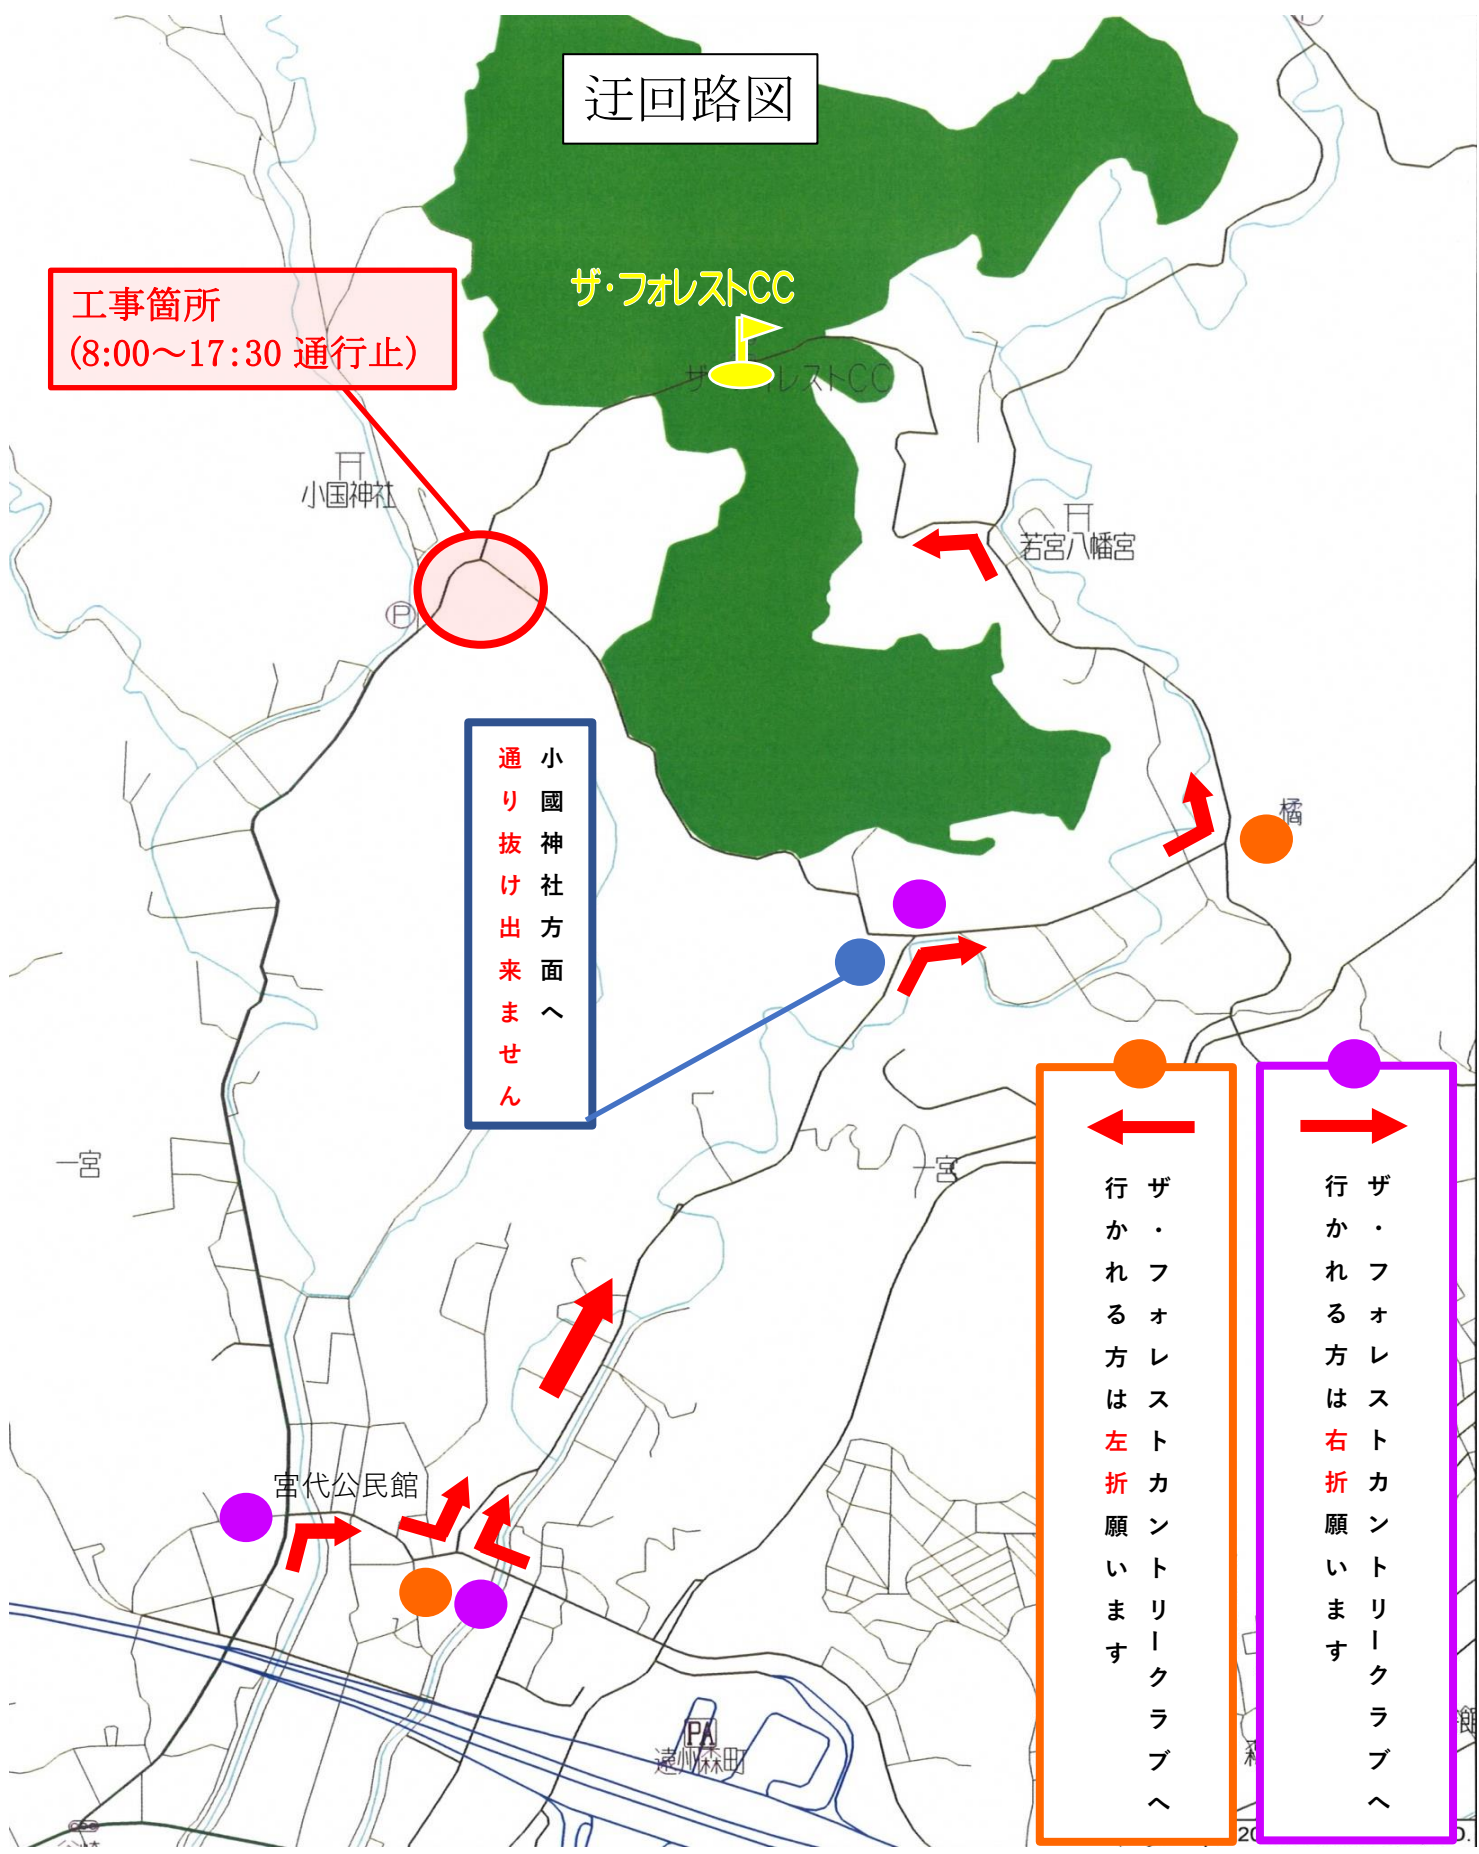 迂回路図
ザ・フォレストCC
工事箇所
(8:00～17:30 通行止)
小国神社
若宮八幡宮
P
小國神社方面へ
通り抜け出来ません
橘
一宮
一宮
ザ・フォレストカントリークラブへ
行かれる方は左折願います
ザ・フォレストカントリークラブへ
行かれる方は右折願います
宮代公民館
PA
遠州森町
館
20